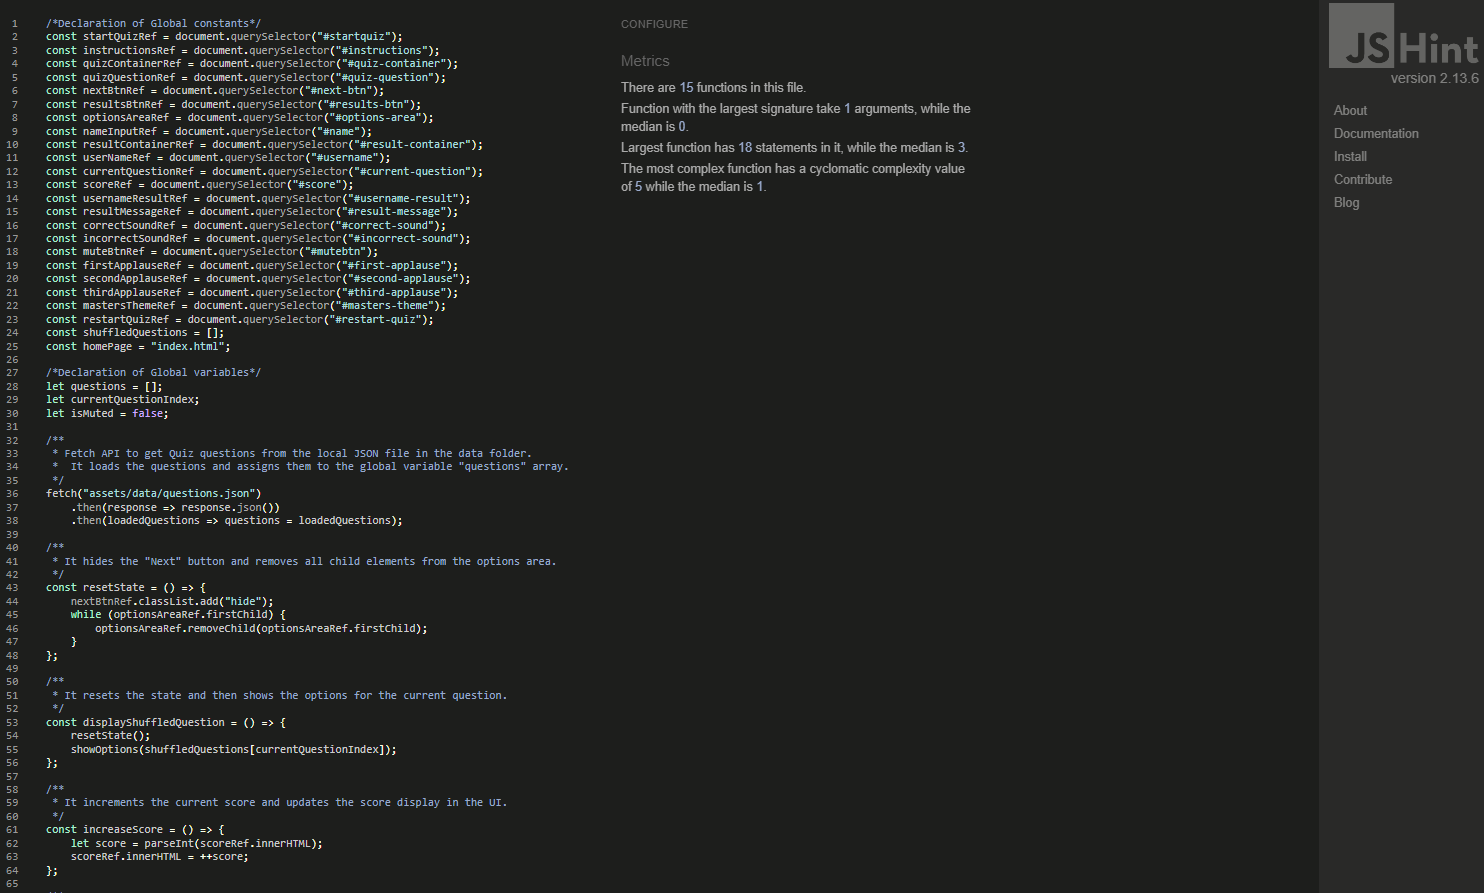 1 /*Declaration of Global constants*/
2 const startQuizRef = document.querySelector("#startquiz");
3 const instructionsRef = document.querySelector("#instructions");
4 const quizContainerRef = document.querySelector("#quiz-container");
5 const quizQuestionRef = document.querySelector("#quiz-question");
6 const nextBtnRef = document.querySelector("#next-btn");
7 const resultsBtnRef = document.querySelector("#results-btn");
8 const optionsAreaRef = document.querySelector("#options-area");
9 const nameInputRef = document.querySelector("#name");
10 const resultContainerRef = document.querySelector("#result-container");
11 const userNameRef = document.querySelector("#username");
12 const currentQuestionRef = document.querySelector("#current-question");
13 const scoreRef = document.querySelector("#score");
14 const usernameResultRef = document.querySelector("#username-result");
15 const resultMessageRef = document.querySelector("#result-message");
16 const correctSoundRef = document.querySelector("#correct-sound");
17 const incorrectSoundRef = document.querySelector("#incorrect-sound");
18 const muteBtnRef = document.querySelector("#mutebtn");
19 const firstApplauseRef = document.querySelector("#first-applause");
20 const secondApplauseRef = document.querySelector("#second-applause");
21 const thirdApplauseRef = document.querySelector("#third-applause");
22 const mastersThemeRef = document.querySelector("#masters-theme");
23 const restartQuizRef = document.querySelector("#restart-quiz");
24 const shuffledQuestions = [];
25 const homePage = "index.html";
26
27 /*Declaration of Global variables*/
28 let questions = [];
29 let currentQuestionIndex;
30 let isMuted = false;
31
32 /**
33 * Fetch API to get Quiz questions from the local JSON file in the data folder.
34 *  It loads the questions and assigns them to the global variable "questions" array.
35 */
36 fetch("assets/data/questions.json")
37 .then(response => response.json())
38 .then(loadedQuestions => questions = loadedQuestions);
39
40 /**
41 * It hides the "Next" button and removes all child elements from the options area.
42 */
43 const resetState = () => {
44 nextBtnRef.classList.add("hide");
45 while (optionsAreaRef.firstChild) {
46 optionsAreaRef.removeChild(optionsAreaRef.firstChild);
47 }
48 };
49
50 /**
51 * It resets the state and then shows the options for the current question.
52 */
53 const displayShuffledQuestion = () => {
54 resetState();
55 showOptions(shuffledQuestions[currentQuestionIndex]);
56 };
57
58 /**
59 * It increments the current score and updates the score display in the UI.
60 */
61 const increaseScore = () => {
62 let score = parseInt(scoreRef.innerHTML);
63 scoreRef.innerHTML = ++score;
64 };
65
CONFIGURE
Metrics
There are 15 functions in this file.
Function with the largest signature take 1 arguments, while the
median is 0.
Largest function has 18 statements in it, while the median is 3.
The most complex function has a cyclomatic complexity value
of 5 while the median is 1.
JSHint
version 2.13.6
About
Documentation
Install
Contribute
Blog